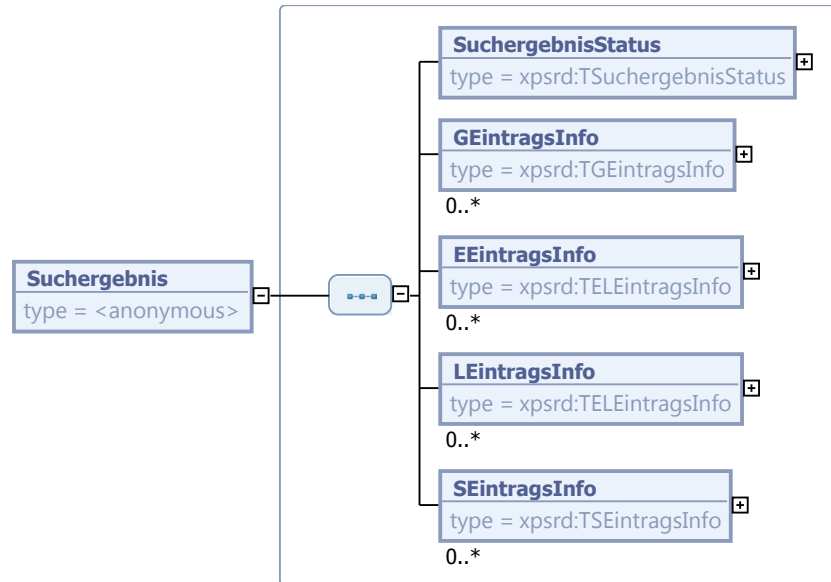 SuchergebnisStatus
type = xpsrd:TSuchergebnisStatus
GEintragsInfo
type = xpsrd:TGEintragsInfo
0..*
EEintragsInfo
type = xpsrd:TELEintragsInfo
0..*
Suchergebnis
type = <anonymous>
LEintragsInfo
type = xpsrd:TELEintragsInfo
0..*
SEintragsInfo
type = xpsrd:TSEintragsInfo
0..*